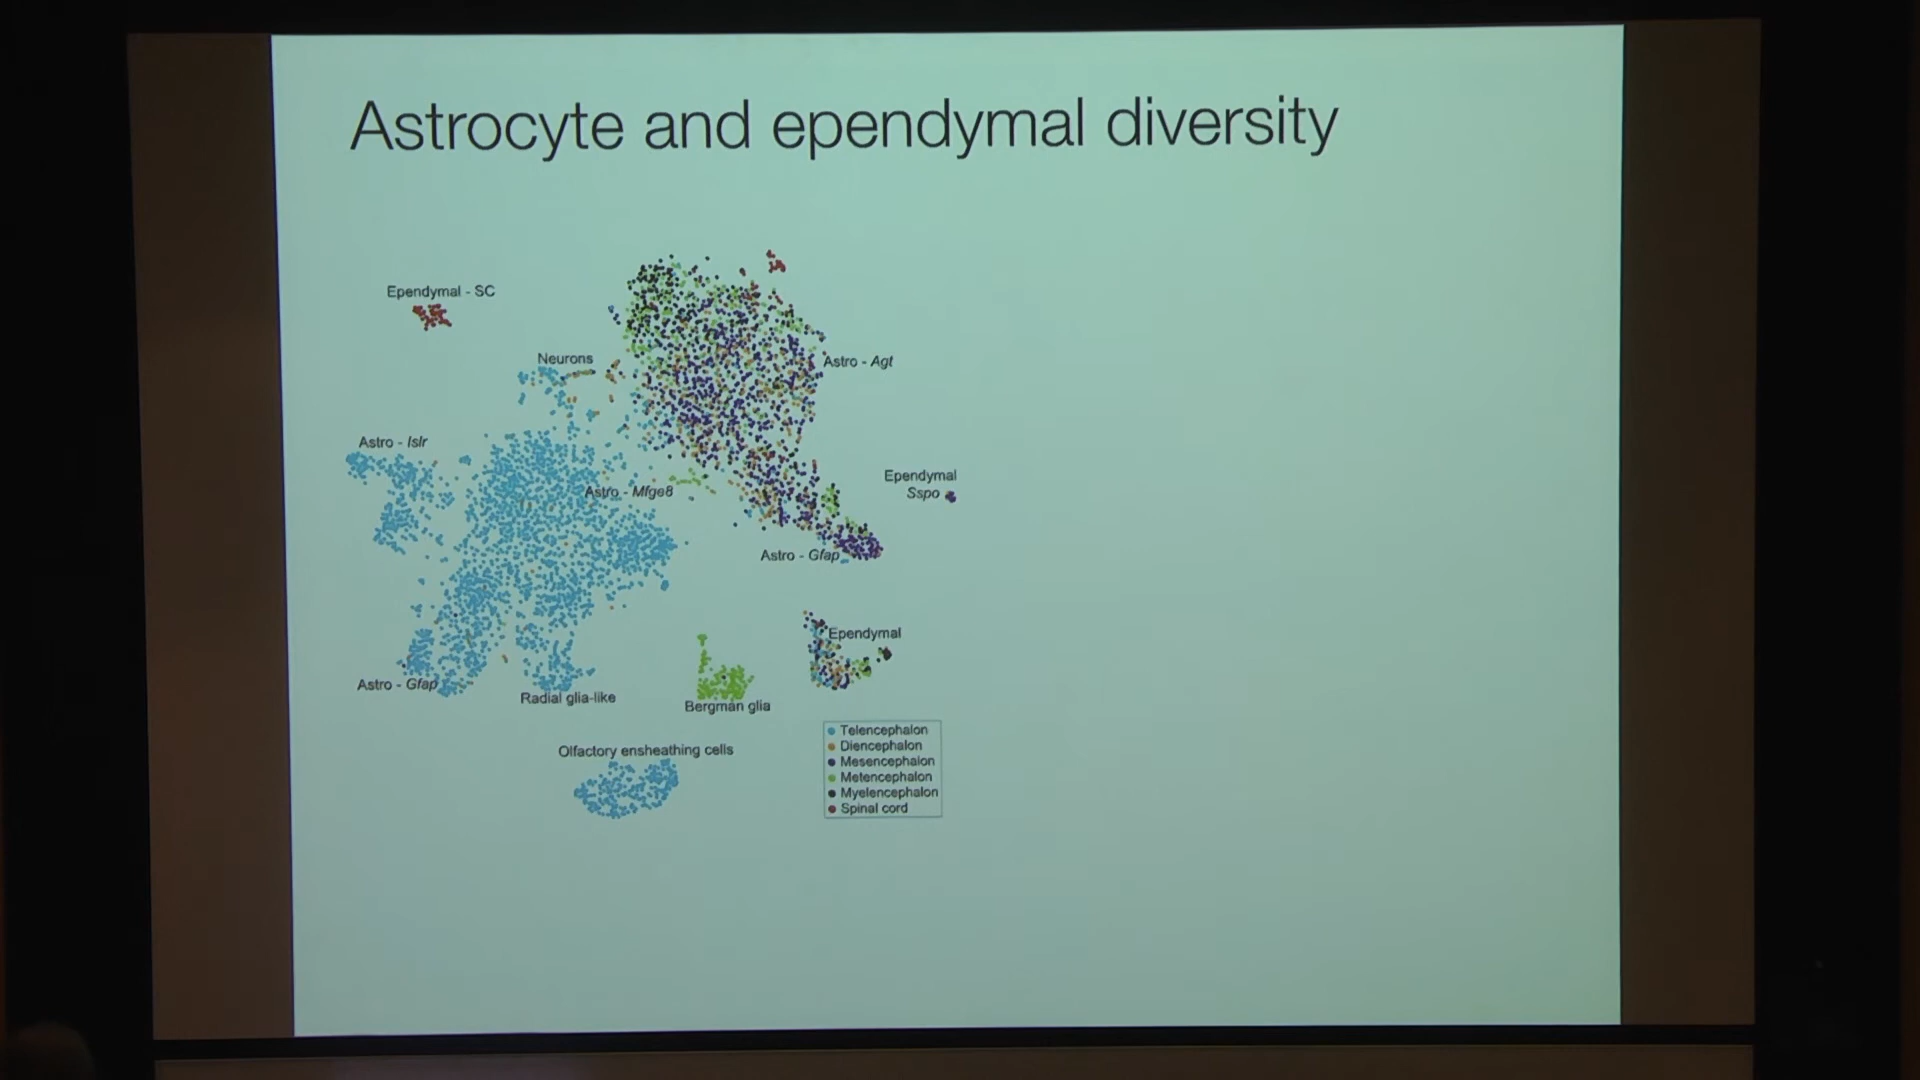 Astrocyte and ependymal diversity
Ependymal - SC
Neurons
Astro - Agt
Astro - Islr
Ependymal
Sspo
Astro - Mfge8
Astro - Gfap
Ependymal
Astro - Gfap
Radial glia-like
Bergman glia
Olfactory ensheathing cells
Telencephalon
Diencephalon
Mesencephalon
Metencephalon
Myelencephalon
Spinal cord